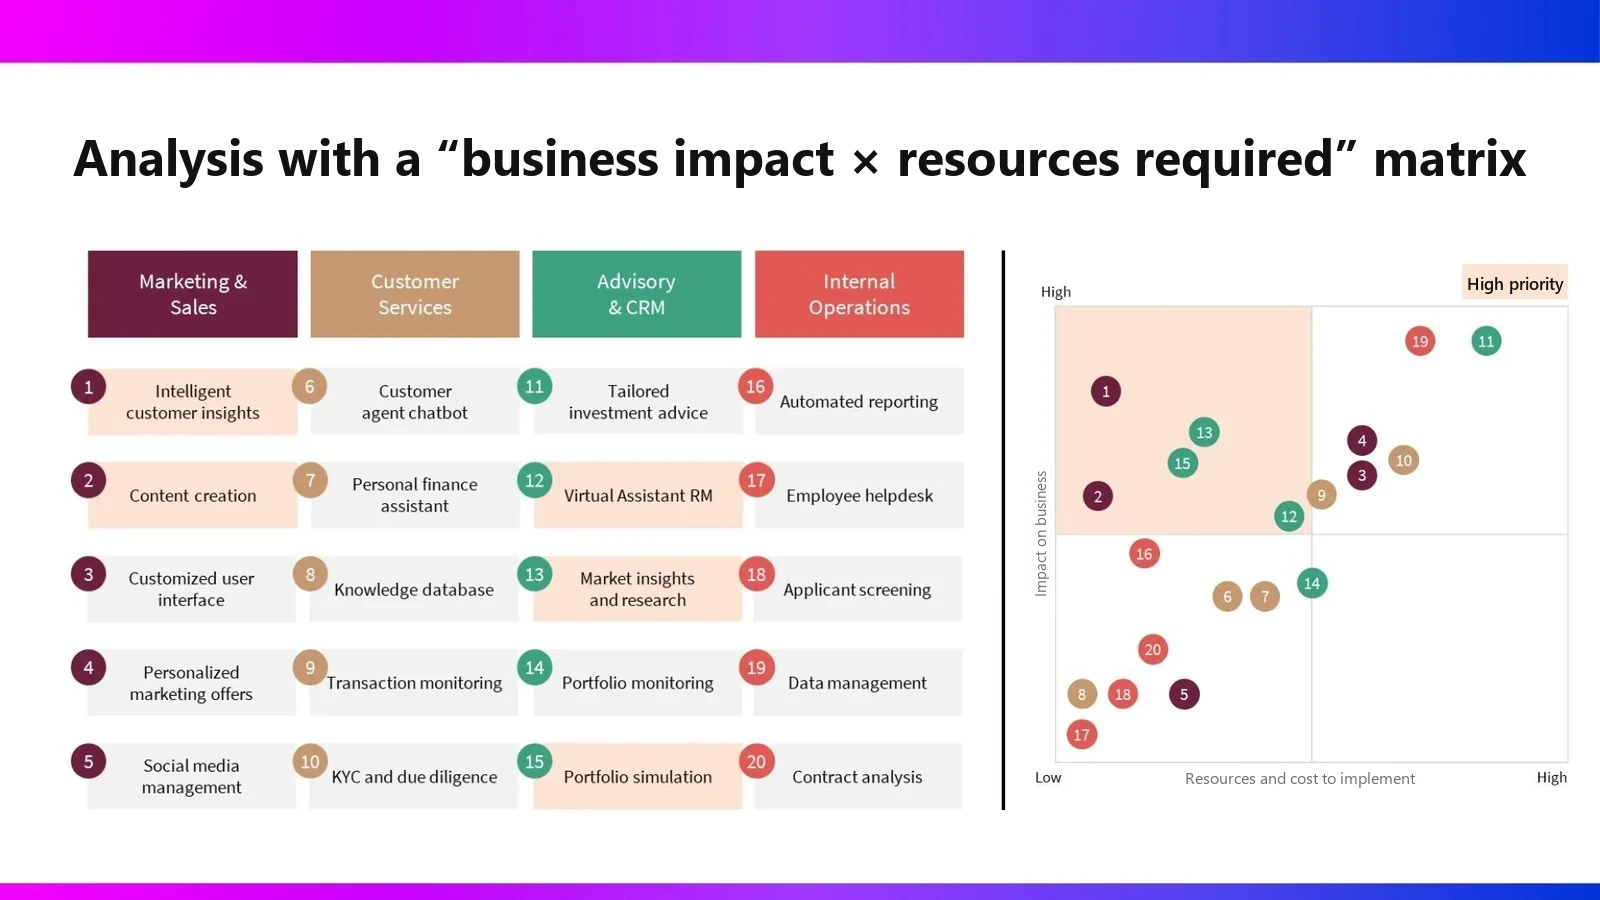 Analysis with a “business impact × resources required” matrix
Marketing &
Sales
1
Intelligent
customer insights
2
Content creation
3
Customized user
interface
4
Personalized
marketing offers
5
Social media
management
Customer
Services
6
Customer
agent chatbot
7
Personal finance
assistant
8
Knowledge database
9
Transaction monitoring
10
KYC and due diligence
Advisory
& CRM
11
Tailored
investment advice
12
Virtual Assistant RM
13
Market insights
and research
14
Portfolio monitoring
15
Portfolio simulation
Internal
Operations
16
Automated reporting
17
Employee helpdesk
18
Applicant screening
19
Data management
20
Contract analysis
High priority
High
19
11
1
13
4
15
10
3
2
9
12
Impact on business
16
14
6
7
20
8
18
5
17
Low
Resources and cost to implement
High